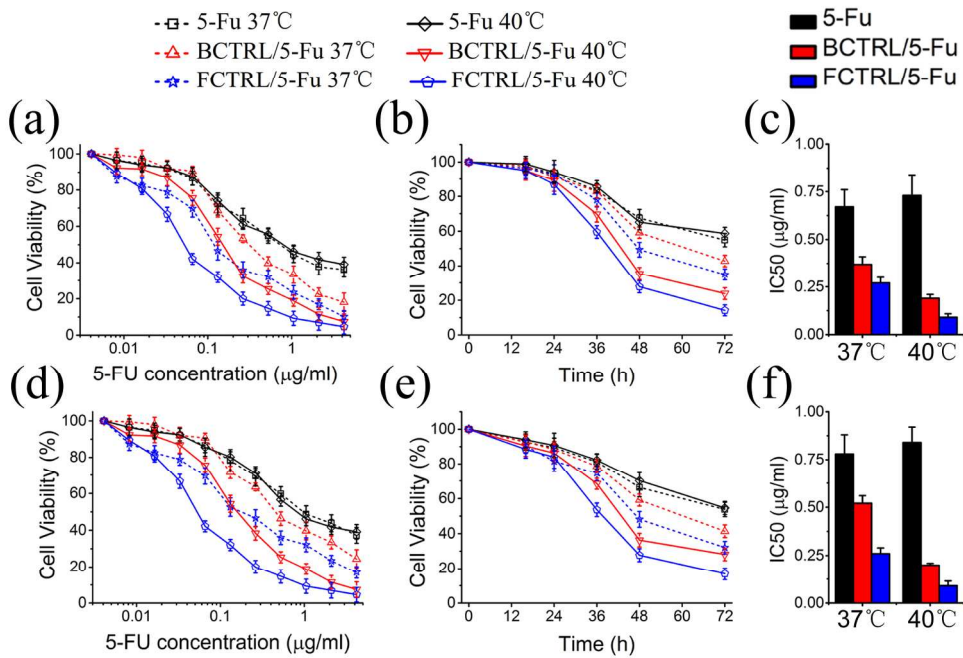 5-Fu 37℃
5-Fu 40℃
5-Fu
BCTRL/5-Fu 37℃
BCTRL/5-Fu 40℃
BCTRL/5-Fu
FCTRL/5-Fu 37℃
FCTRL/5-Fu 40℃
FCTRL/5-Fu
(a)
Cell Viability (%)
100
80
60
40
20
0
0.01
0.1
1
5-FU concentration (μg/ml)
(b)
Cell Viability (%)
100
80
60
40
20
0
0
12
24
36
48
60
72
Time (h)
(c)
IC50 (μg/ml)
1.00
0.75
0.50
0.25
0.00
37℃
40℃
(d)
Cell Viability (%)
100
80
60
40
20
0
0.01
0.1
1
5-FU concentration (μg/ml)
(e)
Cell Viability (%)
100
80
60
40
20
0
0
12
24
36
48
60
72
Time (h)
(f)
IC50 (μg/ml)
1.00
0.75
0.50
0.25
0.00
37℃
40℃